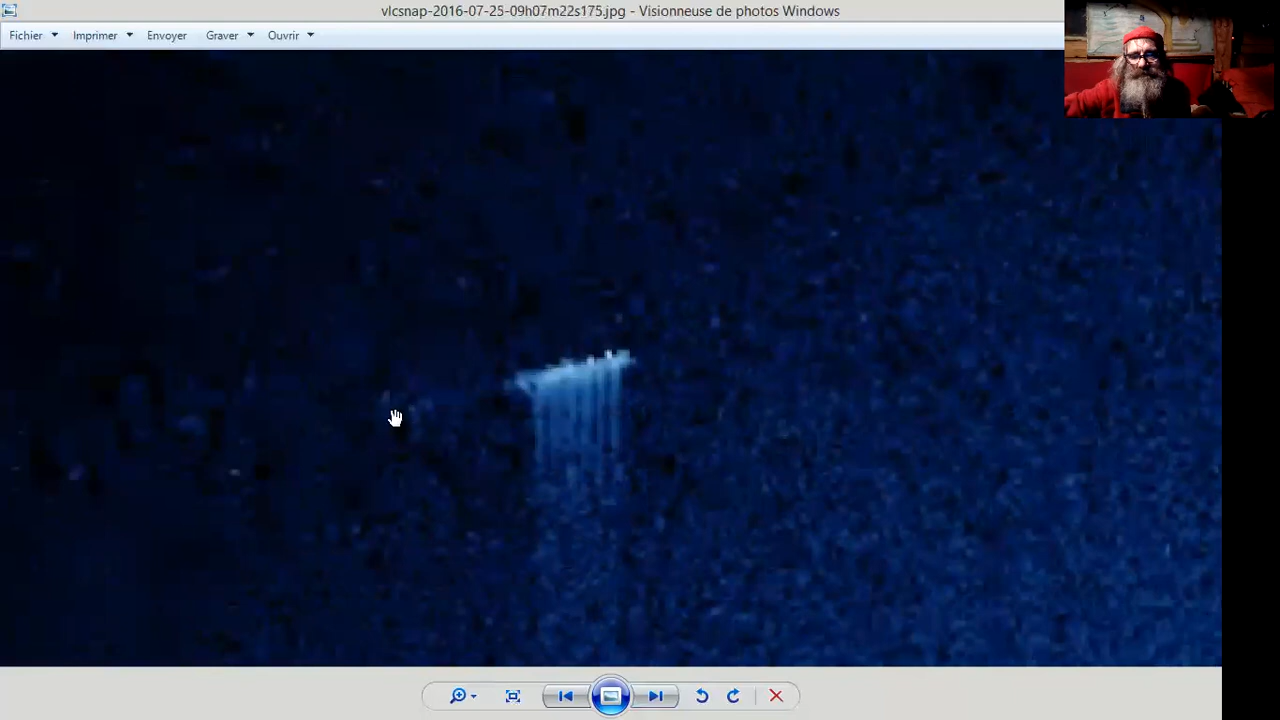 vlcsnap-2016-07-25-09h07m22s175.jpg - Visionneuse de photos Windows
Fichier Imprimer Envoyer Graver Ouvrir